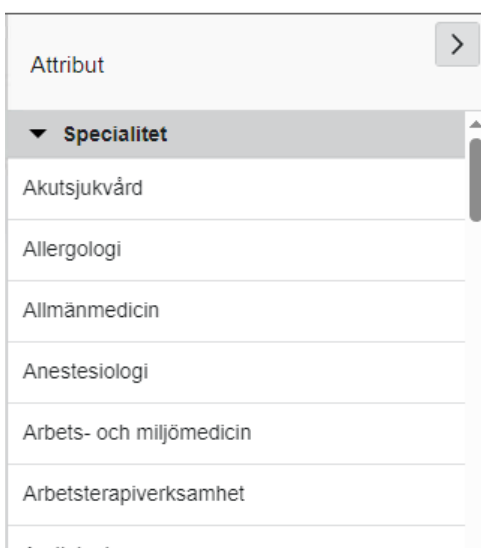 Attribut
Specialitet
Akutsjukvård
Allergologi
Allmänmedicin
Anestesiologi
Arbets- och miljömedicin
Arbetsterapiverksamhet